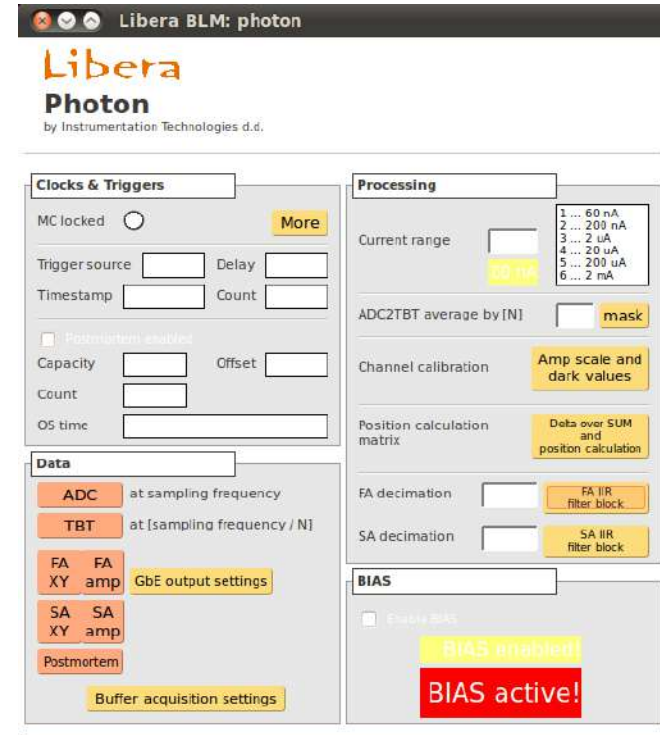 Libera BLM: photon
Libera
Photon
by Instrumentation Technologies d.d.
Clocks & Triggers
MC locked
More
Trigger source
Delay
Timestamp
Count
Postmortem enabled
Capacity
Offset
Count
OS time
Data
ADC
at sampling frequency
TBT
at [sampling frequency / N]
FA XY
FA amp
GbE output settings
SA XY
SA amp
Postmortem
Buffer acquisition settings
Processing
Current range
1 ... 60 nA
2 ... 200 nA
3 ... 2 uA
4 ... 20 uA
5 ... 200 uA
6 ... 2 mA
ADC2TBT average by [N]
mask
Channel calibration
Amp scale and
dark values
Position calculation
matrix
Delta over SUM
and
position calculation
FA decimation
FA IIR
filter block
SA decimation
SA IIR
filter block
BIAS
Enable BIAS
BIAS enabled!
BIAS active!